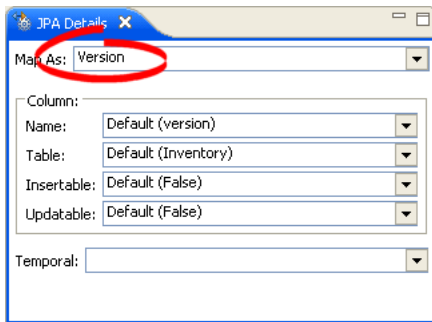 JPA Details
Map As: Version
Column:
Name: Default (version)
Table: Default (Inventory)
Insertable: Default (False)
Updatable: Default (False)
Temporal: